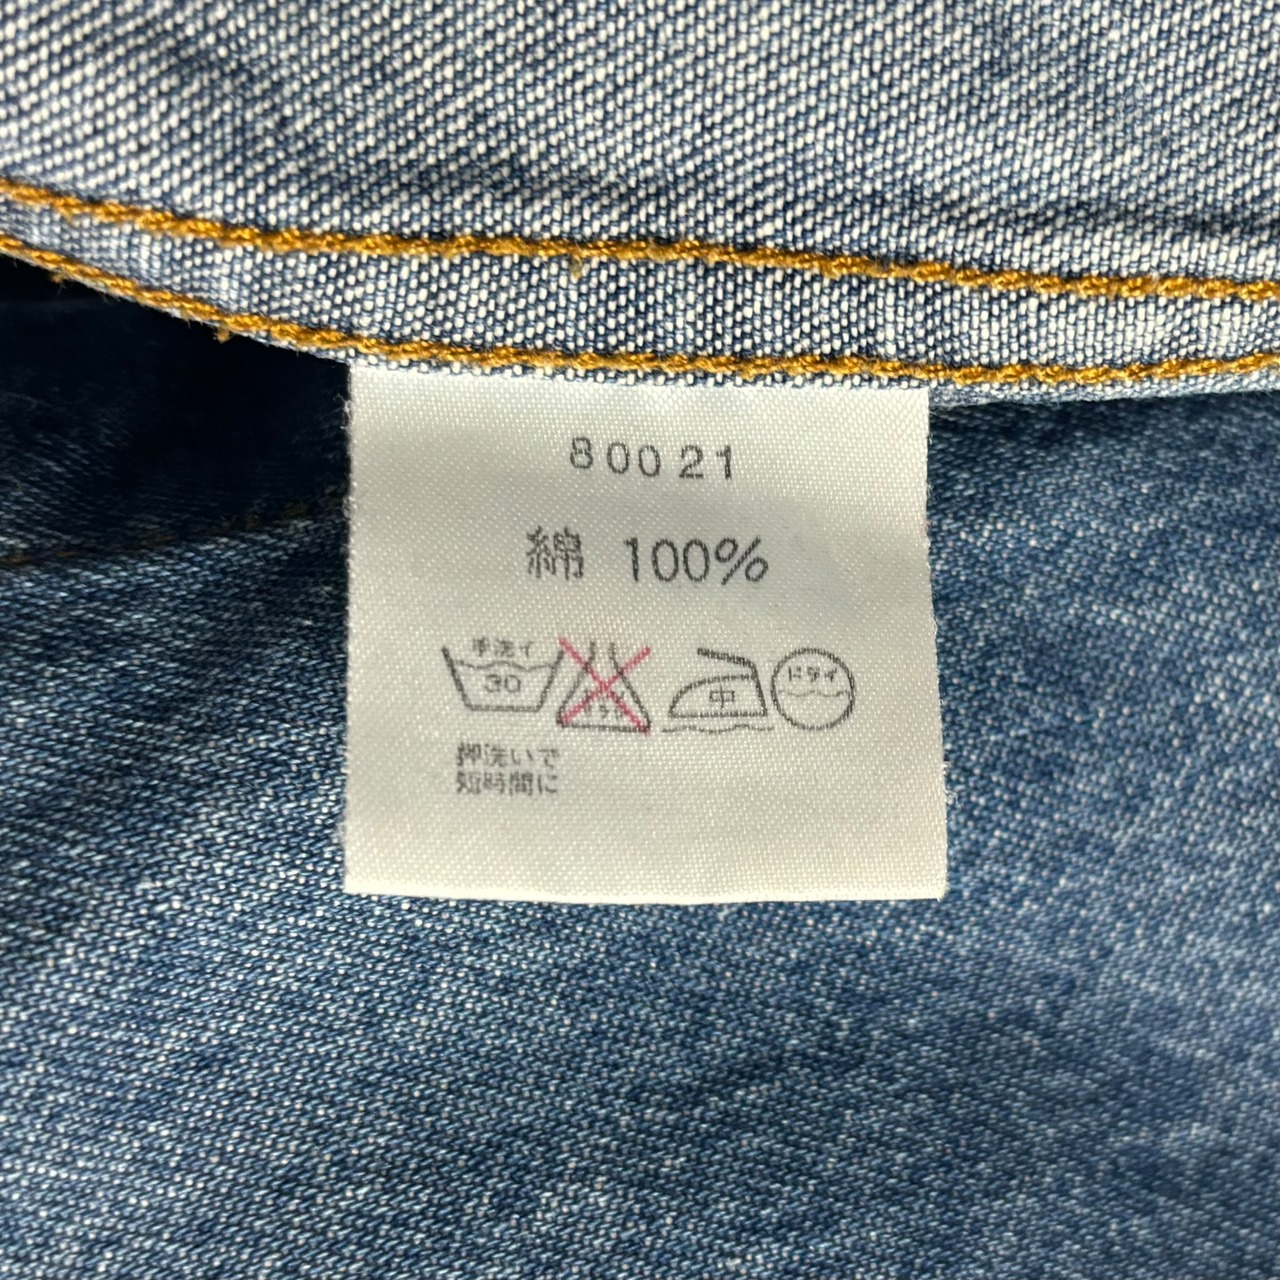 80021
綿 100%
手洗イ
30
中
ドライ
押洗いで
短時間に